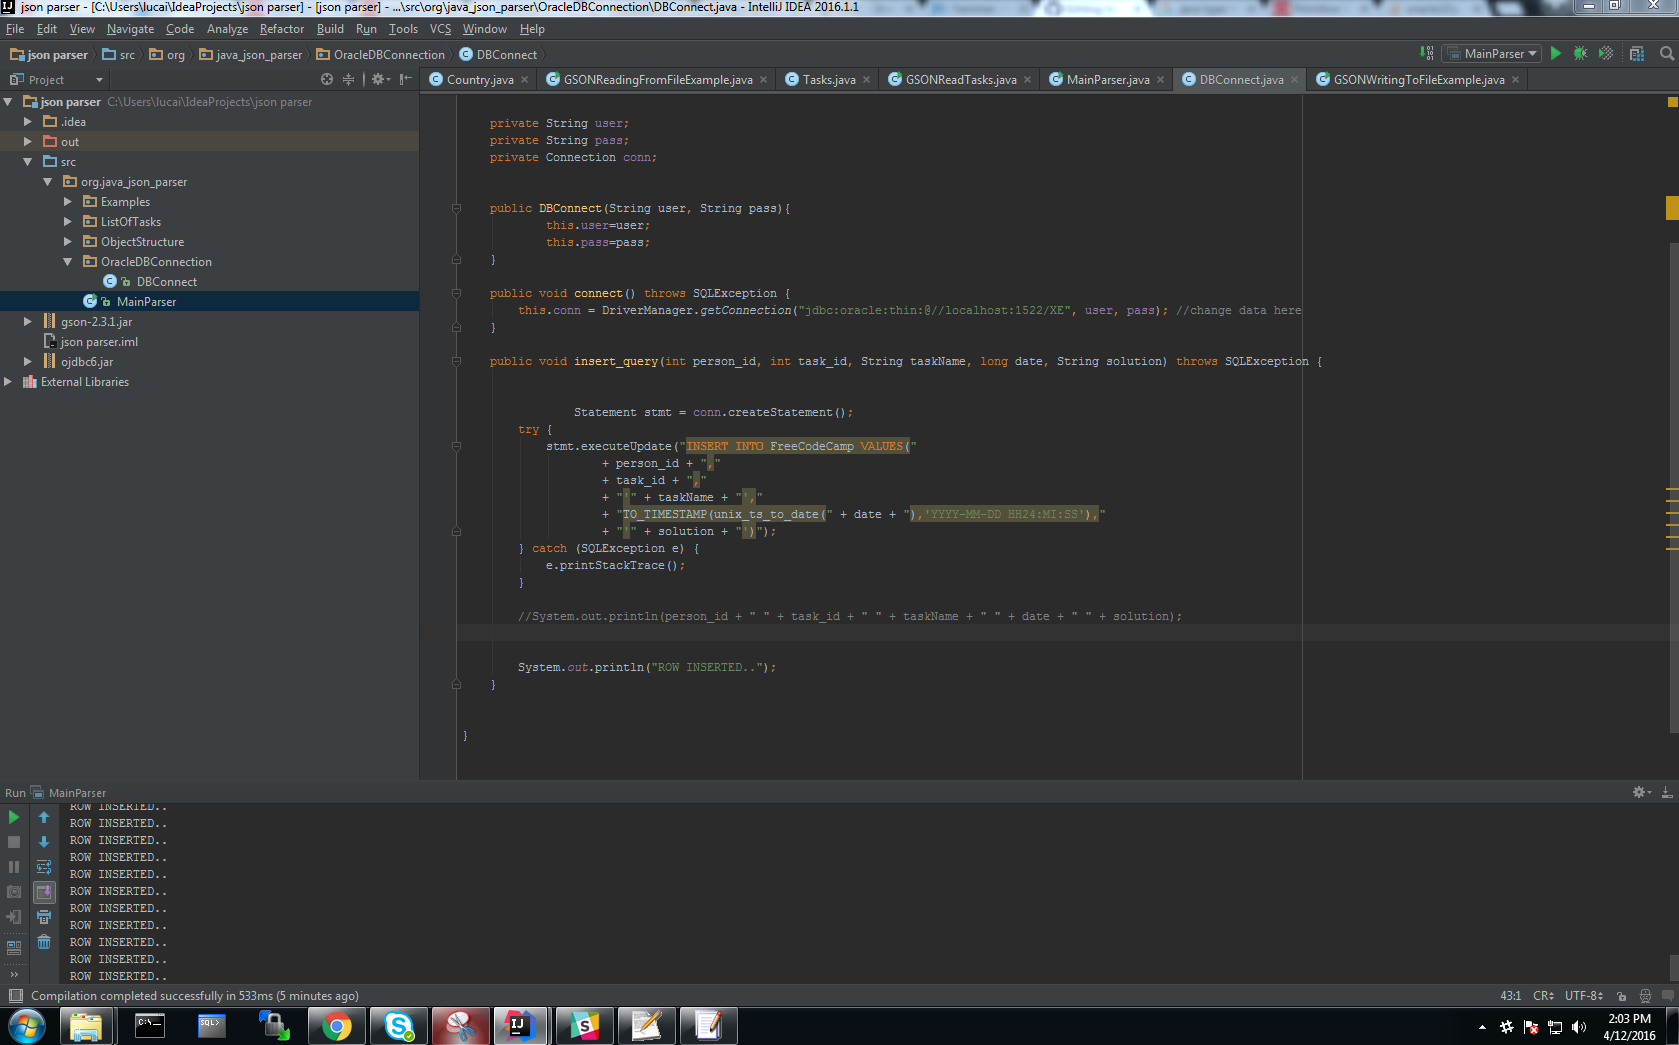 json parser - [C:\Users\lucai\IdeaProjects\json parser] - [json parser] - ...\src\org\java_json_parser\OracleDBConnection\DBConnect.java - IntelliJ IDEA 2016.1.1
File Edit View Navigate Code Analyze Refactor Build Run Tools VCS Window Help
json parser src org java_json_parser OracleDBConnection DBConnect MainParser
Project Country.java GSONReadingFromFileExample.java Tasks.java GSONReadTasks.java MainParser.java DBConnect.java GSONWritingToFileExample.java
json parser C:\Users\lucai\IdeaProjects\json parser
.idea
out
src
org.java_json_parser
Examples
ListOfTasks
ObjectStructure
OracleDBConnection
DBConnect
MainParser
gson-2.3.1.jar
json parser.iml
ojdbc6.jar
External Libraries
private String user;
private String pass;
private Connection conn;
public DBConnect(String user, String pass){
this.user=user;
this.pass=pass;
}
public void connect() throws SQLException {
this.conn = DriverManager.getConnection("jdbc:oracle:thin:@//localhost:1522/XE", user, pass); //change data here
}
public void insert_query(int person_id, int task_id, String taskName, long date, String solution) throws SQLException {
Statement stmt = conn.createStatement();
try {
stmt.executeUpdate("INSERT INTO FreeCodeCamp VALUES("
+ person_id + ","
+ task_id + ","
+ "'" + taskName + "',"
+ "TO_TIMESTAMP(unix_ts_to_date(" + date + "),'YYYY-MM-DD HH24:MI:SS'),"
+ "'" + solution + "')");
} catch (SQLException e) {
e.printStackTrace();
}
//System.out.println(person_id + " " + task_id + " " + taskName + " " + date + " " + solution);
System.out.println("ROW INSERTED..");
}
}
Run MainParser
ROW INSERTED..
ROW INSERTED..
ROW INSERTED..
ROW INSERTED..
ROW INSERTED..
ROW INSERTED..
ROW INSERTED..
ROW INSERTED..
ROW INSERTED..
ROW INSERTED..
ROW INSERTED..
Compilation completed successfully in 533ms (5 minutes ago) 43:1 CR UTF-8
2:03 PM
4/12/2016